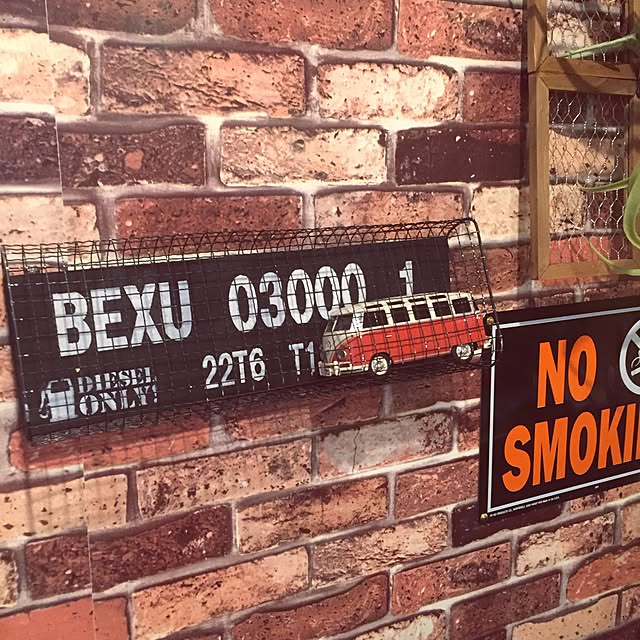 BEXU 03000 1
22T6 T1
DIESEL
ONLY!
NO
SMOKI